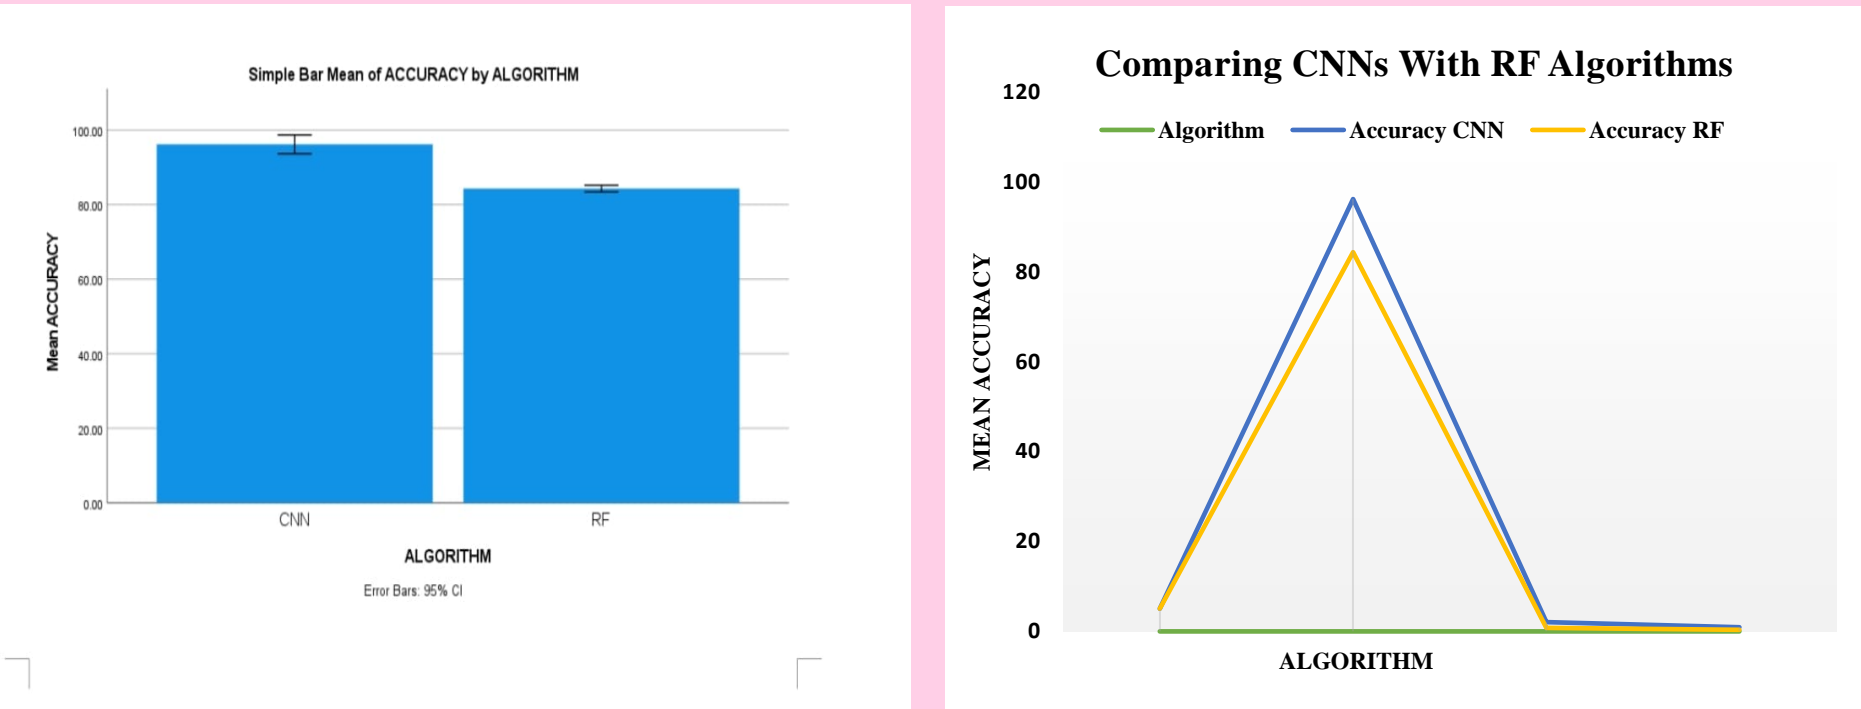 Simple Bar Mean of ACCURACY by ALGORITHM
100.00
80.00
60.00
40.00
20.00
0.00
Mean ACCURACY
CNN
RF
ALGORITHM
Error Bars: 95% CI
Comparing CNNs With RF Algorithms
120
Algorithm
Accuracy CNN
Accuracy RF
100
80
60
40
20
0
MEAN ACCURACY
ALGORITHM